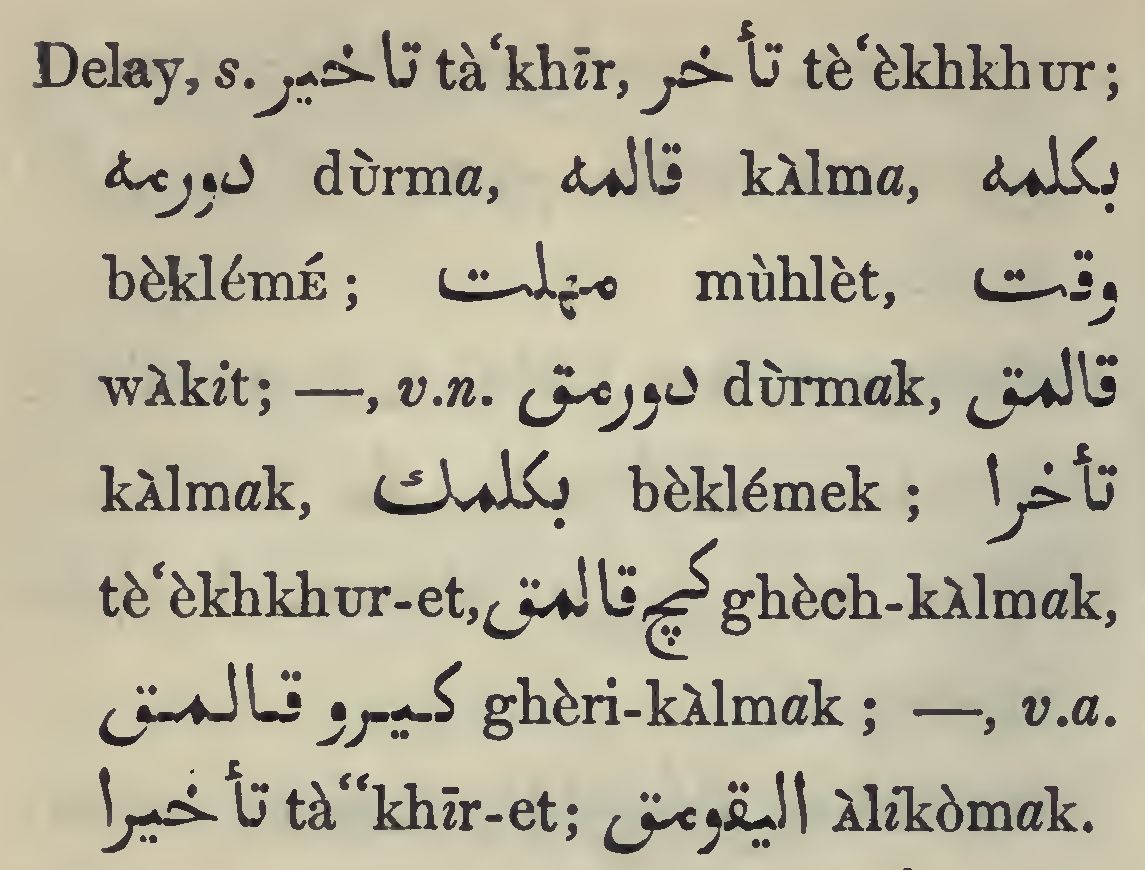 Delay, s. تاخير tà‘khīr, تأخر tè‘èkhkhur;
دورمه dùrma, قالمه kàlma, بكلمه
bèklémÉ; مهلت mùhlèt, وقت
wàkit; —, v.n. دورمق dùrmak, قالمق
kàlmak, بكلمك bèklémek; تأخرا
tè‘èkhkhur-et, كيچ قالمق ghèch-kàlmak,
كيرو قالمق ghèri-kàlmak; —, v.a.
تأخيرا tà‘‘khīr-et; اليقومق àlikòmak.